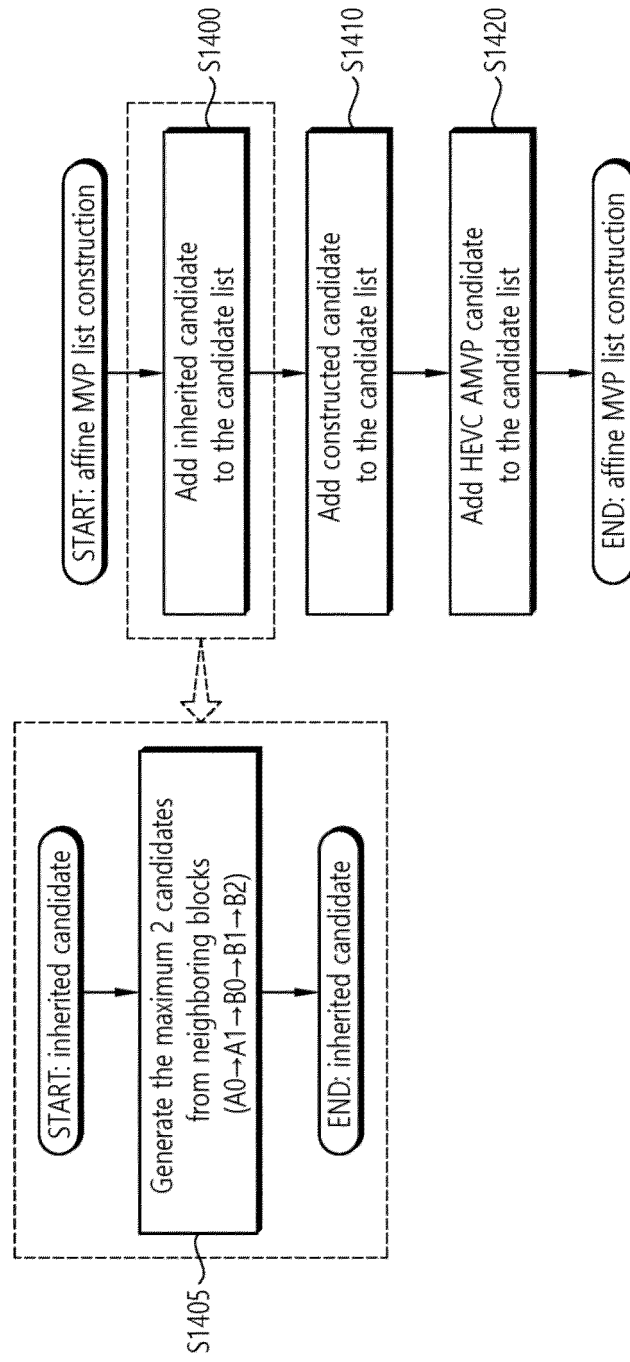 START: affine MVP list construction
Add inherited candidate
to the candidate list
S1400
Add constructed candidate
to the candidate list
S1410
Add HEVC AMVP candidate
to the candidate list
S1420
END: affine MVP list construction
START: inherited candidate
Generate the maximum 2 candidates
from neighboring blocks
(A0→A1→B0→B1→B2)
S1405
END: inherited candidate